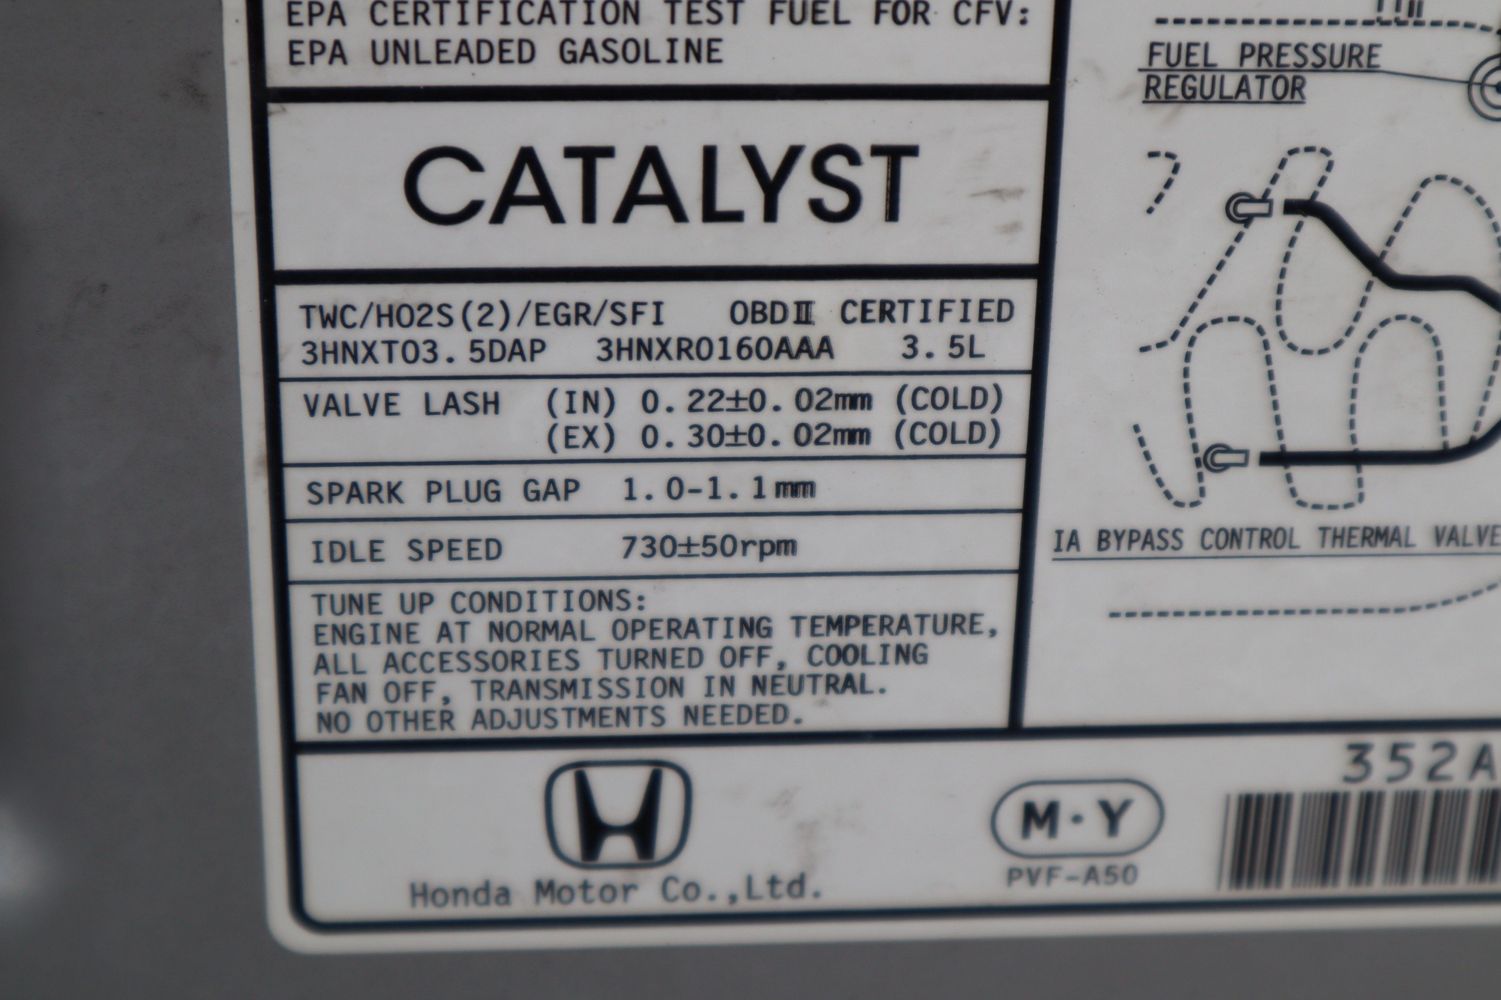 EPA CERTIFICATION TEST FUEL FOR CFV:
EPA UNLEADED GASOLINE
CATALYST
TWC/HO2S(2)/EGR/SFI OBDⅡ CERTIFIED
3HNXT03.5DAP 3HNXR0160AAA 3.5L
VALVE LASH (IN) 0.22±0.02mm (COLD)
(EX) 0.30±0.02mm (COLD)
SPARK PLUG GAP 1.0-1.1mm
IDLE SPEED 730±50rpm
TUNE UP CONDITIONS:
ENGINE AT NORMAL OPERATING TEMPERATURE,
ALL ACCESSORIES TURNED OFF, COOLING
FAN OFF, TRANSMISSION IN NEUTRAL.
NO OTHER ADJUSTMENTS NEEDED.
Honda Motor Co.,Ltd.
M·Y
PVF-A50
352A
FUEL PRESSURE
REGULATOR
IA BYPASS CONTROL THERMAL VALVE